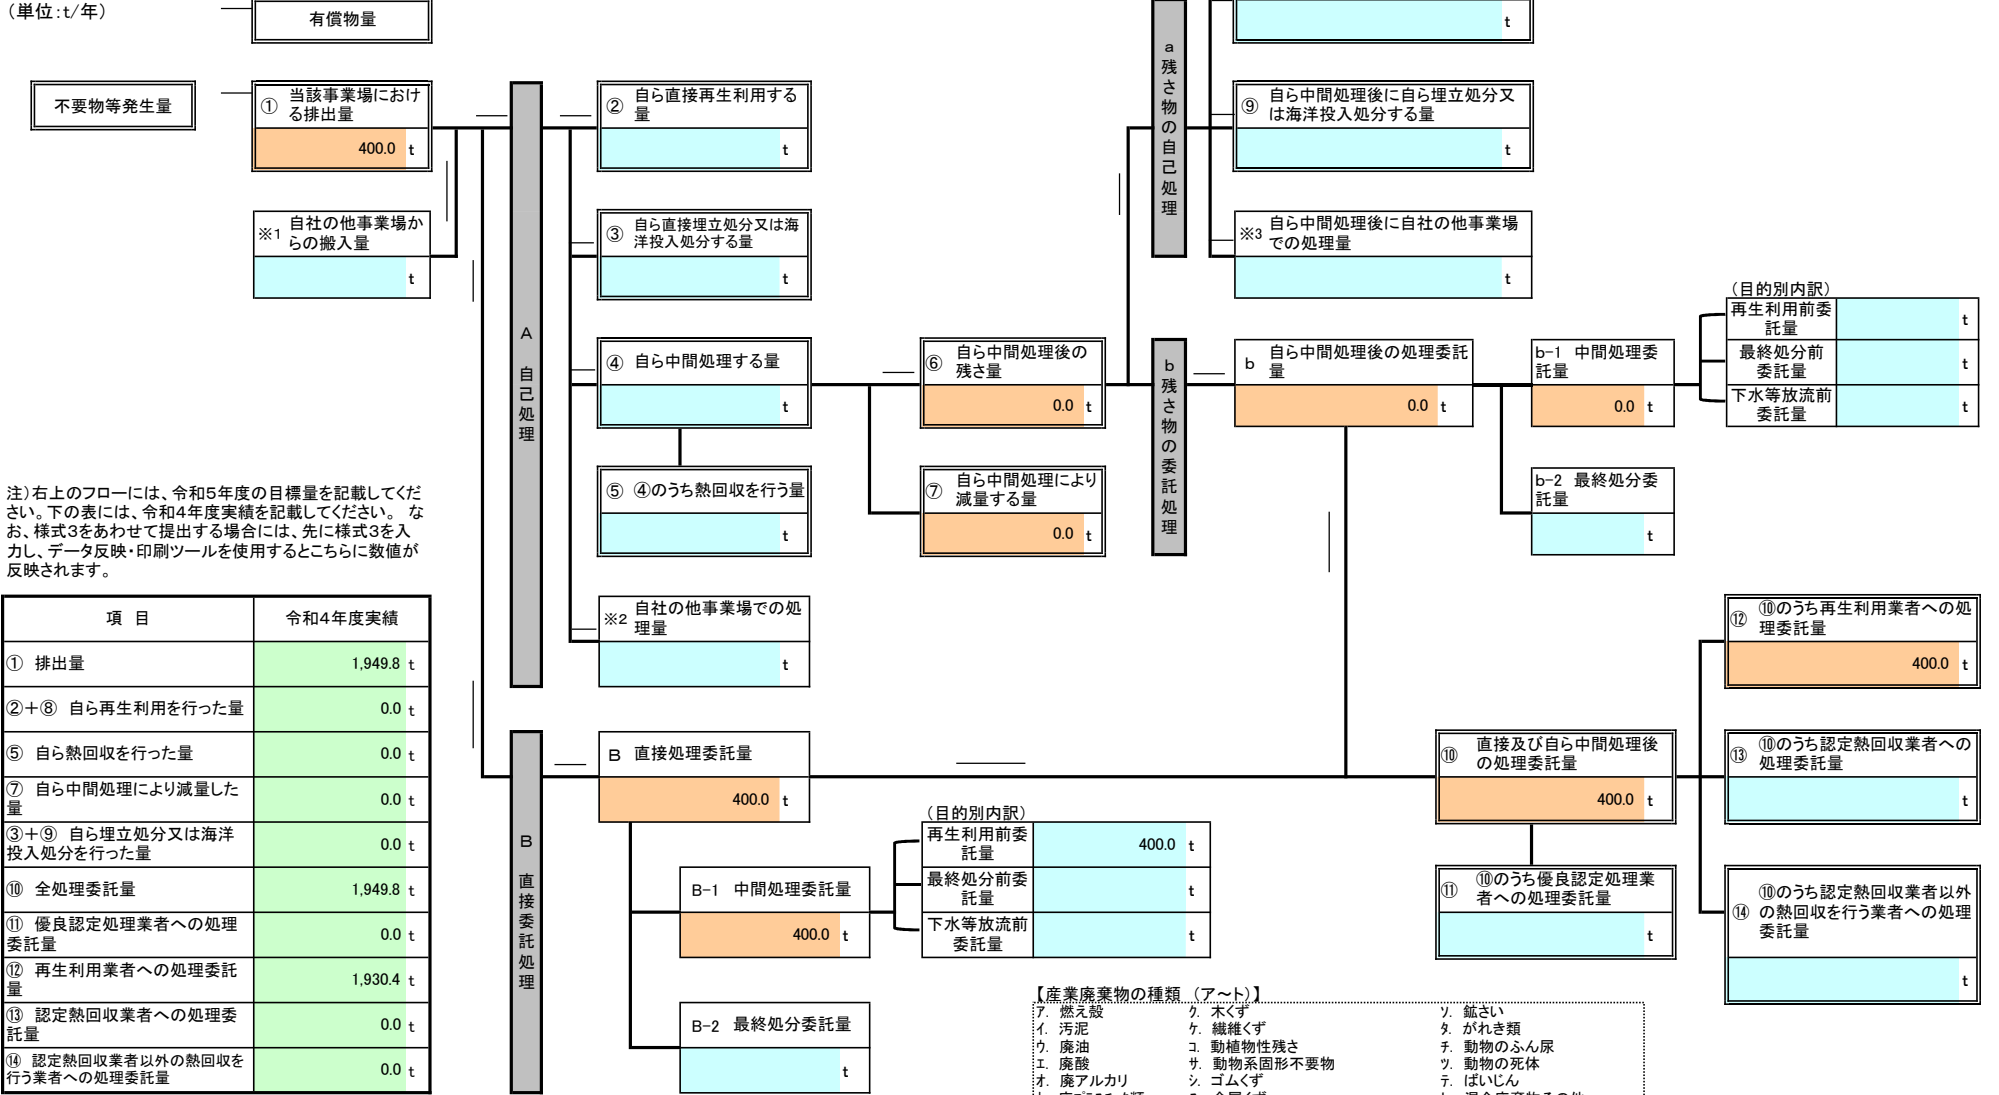 (単位:t/年)
有償物量
t
不要物等発生量
① 当該事業場におけ
る排出量
400.0 t
※1 自社の他事業場か
らの搬入量
t
A 自己処理
② 自ら直接再生利用する
量
t
③ 自ら直接埋立処分又は海
洋投入処分する量
t
④ 自ら中間処理する量
t
⑤ ④のうち熱回収を行う量
t
※2 自社の他事業場での処
理量
t
⑥ 自ら中間処理後の
残さ量
0.0 t
⑦ 自ら中間処理により
減量する量
0.0 t
a 残さ物の自己処理
⑨ 自ら中間処理後に自ら埋立処分又
は海洋投入処分する量
t
※3 自ら中間処理後に自社の他事業場
での処理量
t
b 残さ物の委託処理
b 自ら中間処理後の処理委託
量
0.0 t
b-1 中間処理委
託量
0.0 t
b-2 最終処分委
託量
t
(目的別内訳)
再生利用前委
託量
t
最終処分前
委託量
t
下水等放流前
委託量
t
注)右上のフローには、令和5年度の目標量を記載してくだ
さい。下の表には、令和4年度実績を記載してください。 な
お、様式3をあわせて提出する場合には、先に様式3を入
力し、データ反映・印刷ツールを使用するとこちらに数値が
反映されます。
項 目 令和4年度実績
① 排出量 1,949.8 t
②+⑧ 自ら再生利用を行った量 0.0 t
⑤ 自ら熱回収を行った量 0.0 t
⑦ 自ら中間処理により減量した
量 0.0 t
③+⑨ 自ら埋立処分又は海洋
投入処分を行った量 0.0 t
⑩ 全処理委託量 1,949.8 t
⑪ 優良認定処理業者への処理
委託量 0.0 t
⑫ 再生利用業者への処理委託
量 1,930.4 t
⑬ 認定熱回収業者への処理委
託量 0.0 t
⑭ 認定熱回収業者以外の熱回収を
行う業者への処理委託量 0.0 t
B 直接委託処理
B 直接処理委託量
400.0 t
B-1 中間処理委託量
400.0 t
B-2 最終処分委託量
t
(目的別内訳)
再生利用前委
託量
400.0 t
最終処分前委
託量
t
下水等放流前
委託量
t
⑩ 直接及び自ら中間処理後
の処理委託量
400.0 t
⑪ ⑩のうち優良認定処理業
者への処理委託量
t
⑫ ⑩のうち再生利用業者への処
理委託量
400.0 t
⑬ ⑩のうち認定熱回収業者への
処理委託量
t
⑭ ⑩のうち認定熱回収業者以外
の熱回収を行う業者への処理
委託量
t
【産業廃棄物の種類 (ア~ト)】
ア. 燃え殻 ク. 木くず ソ. 鉱さい
イ. 汚泥 ケ. 繊維くず タ. がれき類
ウ. 廃油 コ. 動植物性残さ チ. 動物のふん尿
エ. 廃酸 サ. 動物系固形不要物 ツ. 動物の死体
オ. 廃アルカリ シ. ゴムくず テ. ばいじん